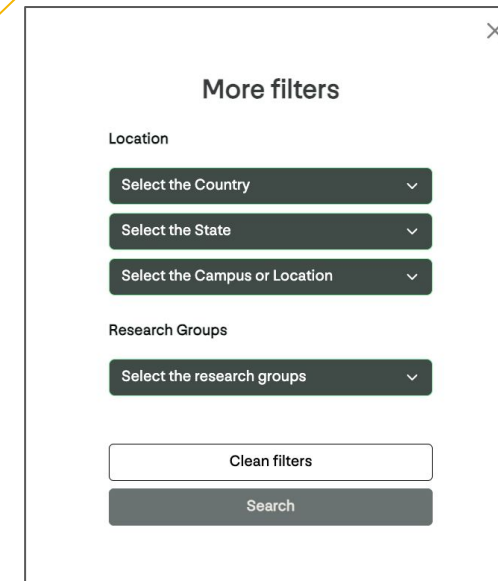 More filters
Location
Select the Country
Select the State
Select the Campus or Location
Research Groups
Select the research groups
Clean filters
Search